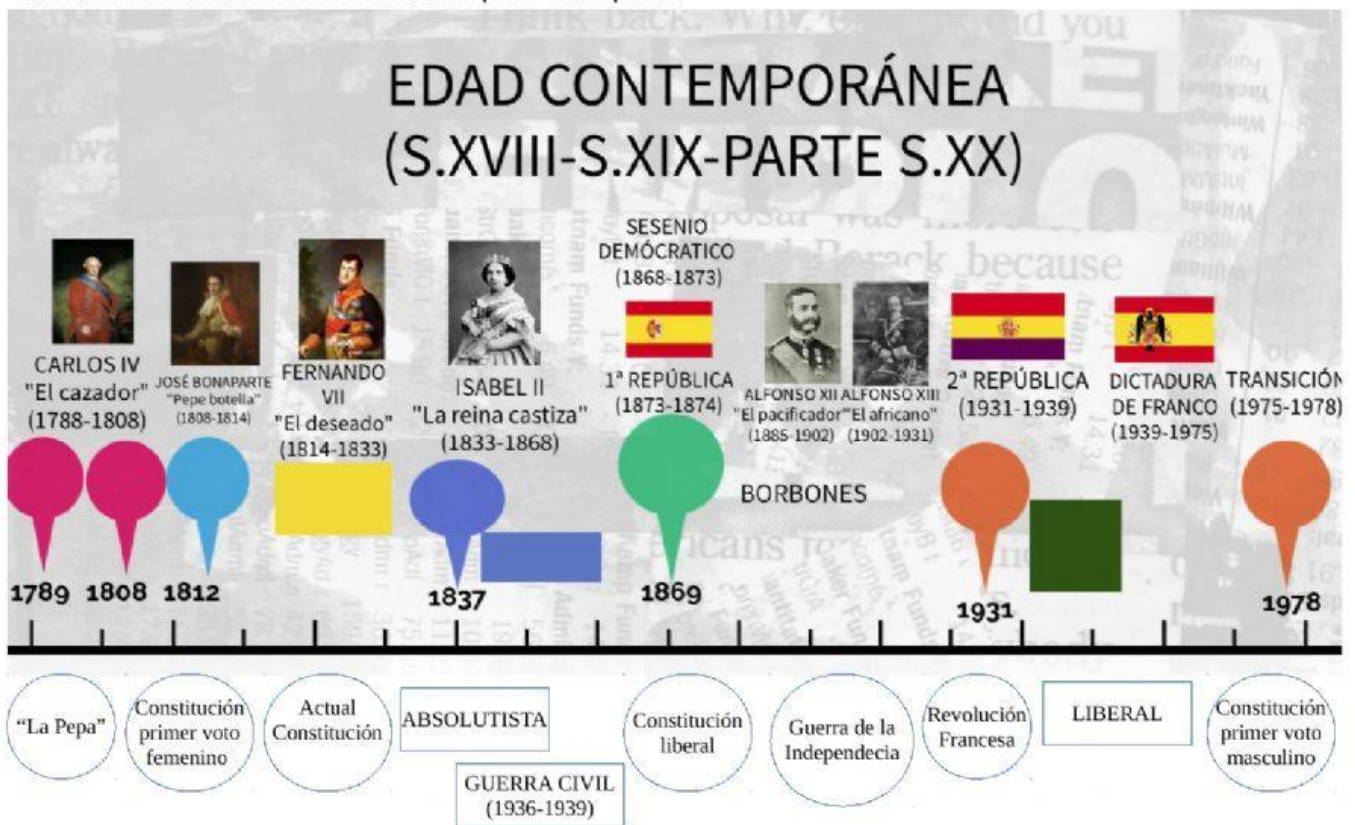 EDAD CONTEMPORÁNEA
(S.XVIII-S.XIX-PARTE S.XX)
CARLOS IV
"El cazador"
(1788-1808)
JOSÉ BONAPARTE
"Pepe botella"
(1808-1814)
FERNANDO
VII
"El deseado"
(1814-1833)
ISABEL II
"La reina castiza"
(1833-1868)
SESENIO
DEMÓCRATICO
(1868-1873)
1ª REPÚBLICA
(1873-1874)
ALFONSO XII
"El pacificador"
(1885-1902)
ALFONSO XIII
"El africano"
(1902-1931)
BORBONES
2ª REPÚBLICA
(1931-1939)
DICTADURA
DE FRANCO
(1939-1975)
TRANSICIÓN
(1975-1978)
1789
1808
1812
1837
1869
1931
1978
"La Pepa"
Constitución
primer voto
femenino
Actual
Constitución
ABSOLUTISTA
GUERRA CIVIL
(1936-1939)
Constitución
liberal
Guerra de la
Independecia
Revolución
Francesa
LIBERAL
Constitución
primer voto
masculino